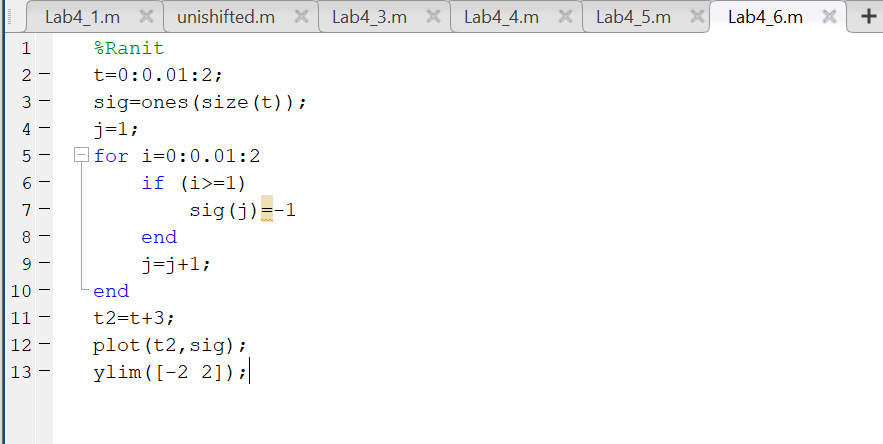 Lab4_1.m unishifted.m Lab4_3.m Lab4_4.m Lab4_5.m Lab4_6.m
1 %Ranit
2 t=0:0.01:2;
3 sig=ones(size(t));
4 j=1;
5 for i=0:0.01:2
6 if (i>=1)
7 sig(j)=-1
8 end
9 j=j+1;
10 end
11 t2=t+3;
12 plot(t2,sig);
13 ylim([-2 2]);